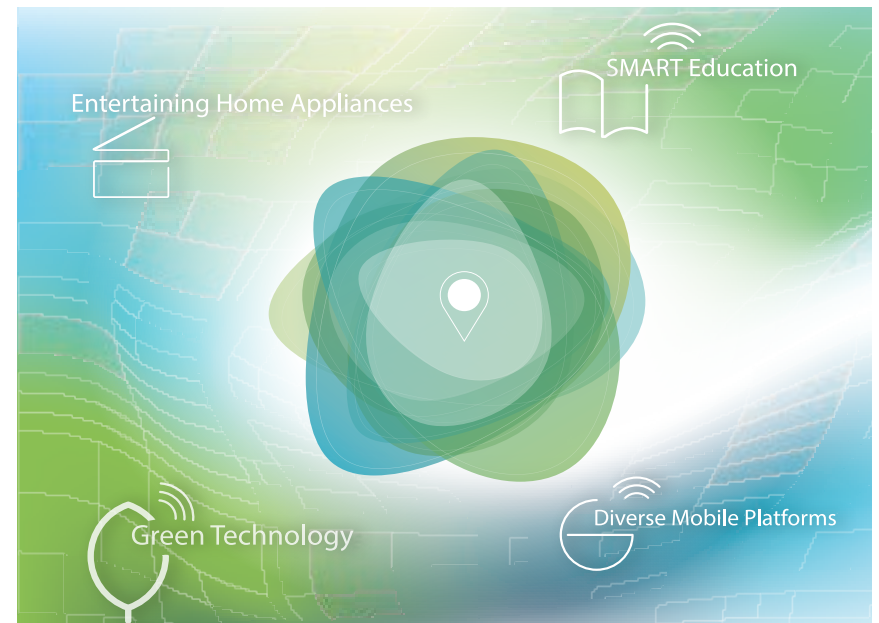 SMART Education
Entertaining Home Appliances
Diverse Mobile Platforms
Green Technology